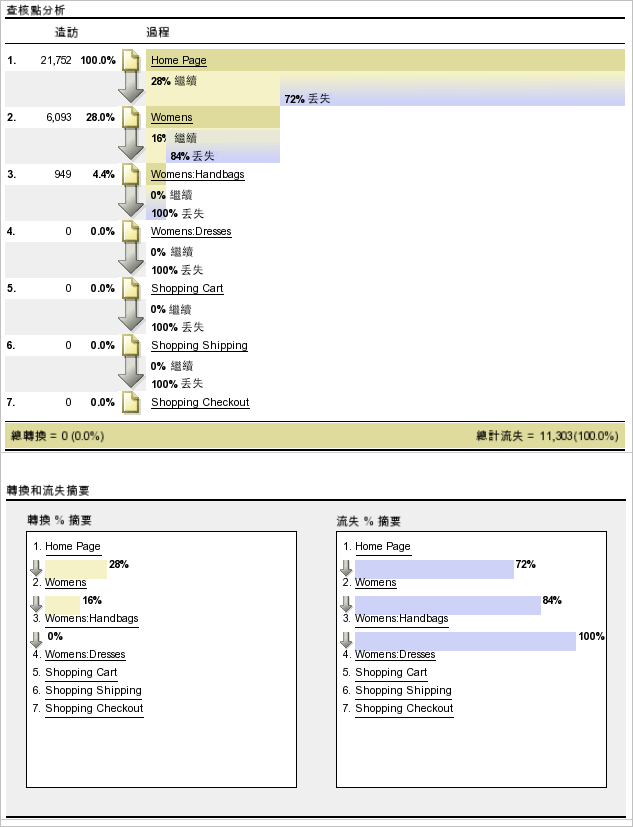 查核點分析
造訪 過程
1. 21,752 100.0% Home Page
28% 繼續
72% 丟失
2. 6,093 28.0% Womens
16% 繼續
84% 丟失
3. 949 4.4% Womens:Handbags
0% 繼續
100% 丟失
4. 0 0.0% Womens:Dresses
0% 繼續
100% 丟失
5. 0 0.0% Shopping Cart
0% 繼續
100% 丟失
6. 0 0.0% Shopping Shipping
0% 繼續
100% 丟失
7. 0 0.0% Shopping Checkout
總轉換 = 0 (0.0%) 總計流失 = 11,303(100.0%)
轉換和流失摘要
轉換 % 摘要
1. Home Page
28%
2. Womens
16%
3. Womens:Handbags
0%
4. Womens:Dresses
5. Shopping Cart
6. Shopping Shipping
7. Shopping Checkout
流失 % 摘要
1. Home Page
72%
2. Womens
84%
3. Womens:Handbags
100%
4. Womens:Dresses
5. Shopping Cart
6. Shopping Shipping
7. Shopping Checkout